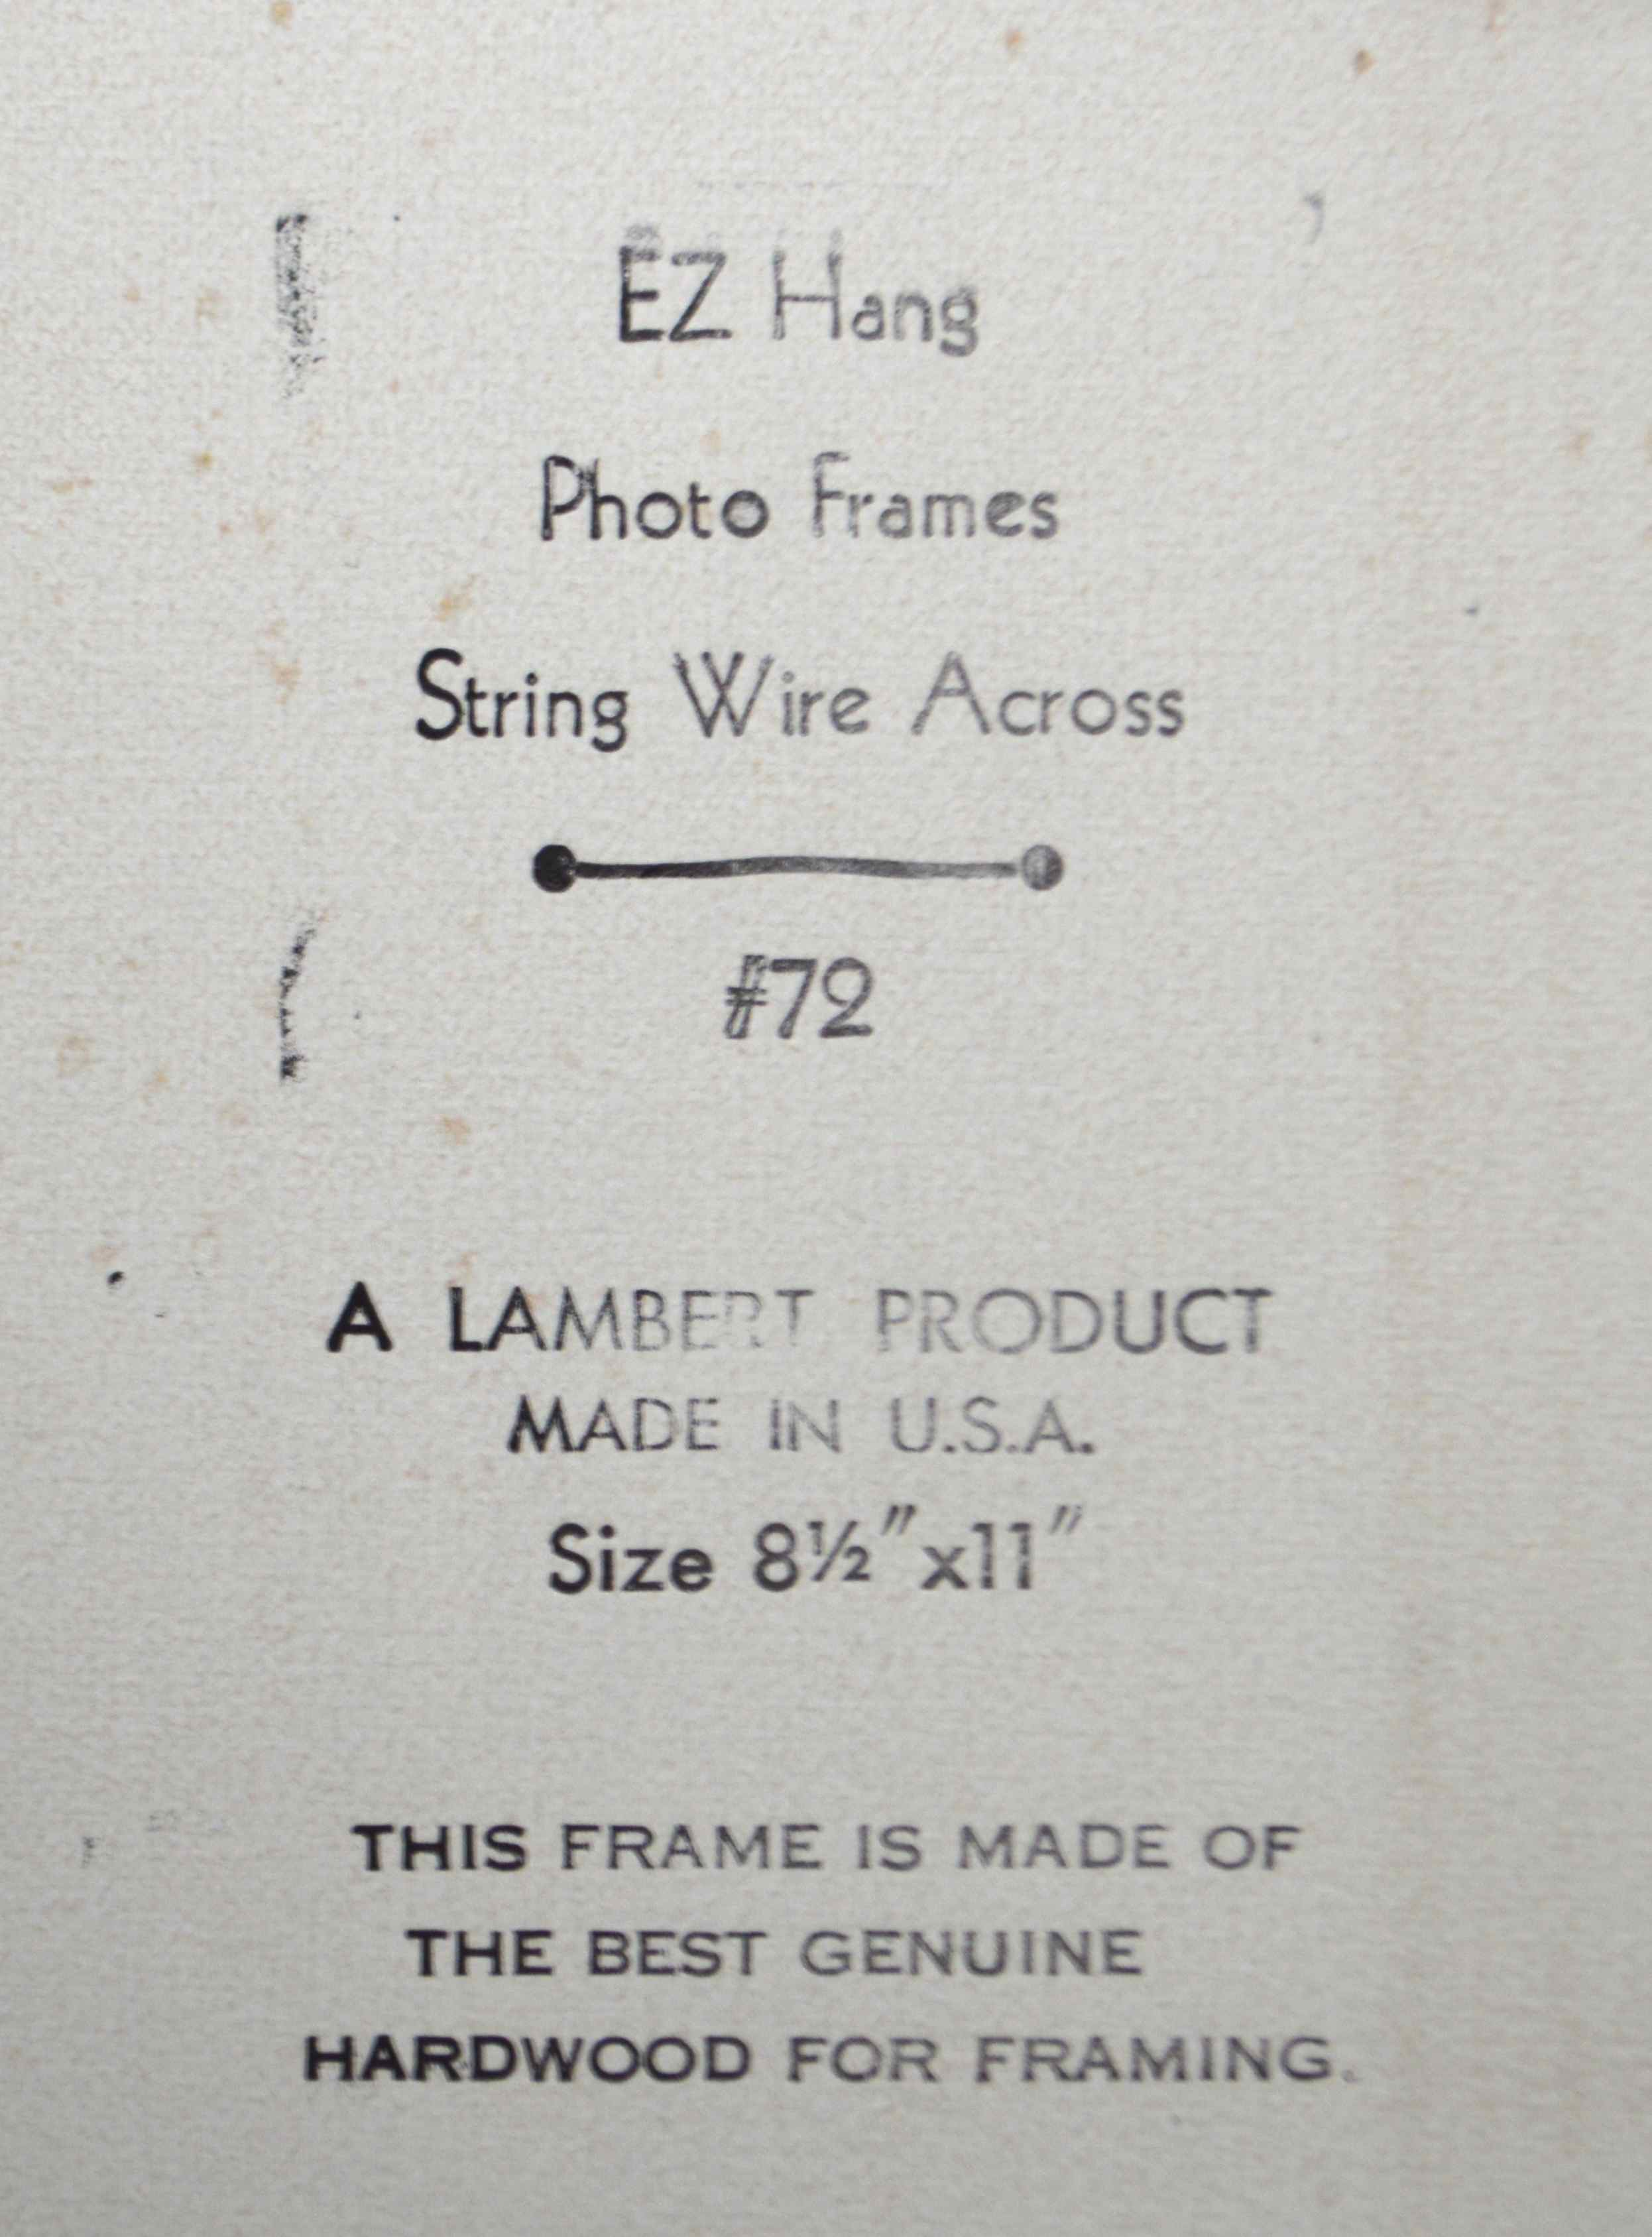 EZ Hang
Photo Frames
String Wire Across
#72
A LAMBERT PRODUCT
MADE IN U.S.A.
Size 8½"x11"
THIS FRAME IS MADE OF
THE BEST GENUINE
HARDWOOD FOR FRAMING.